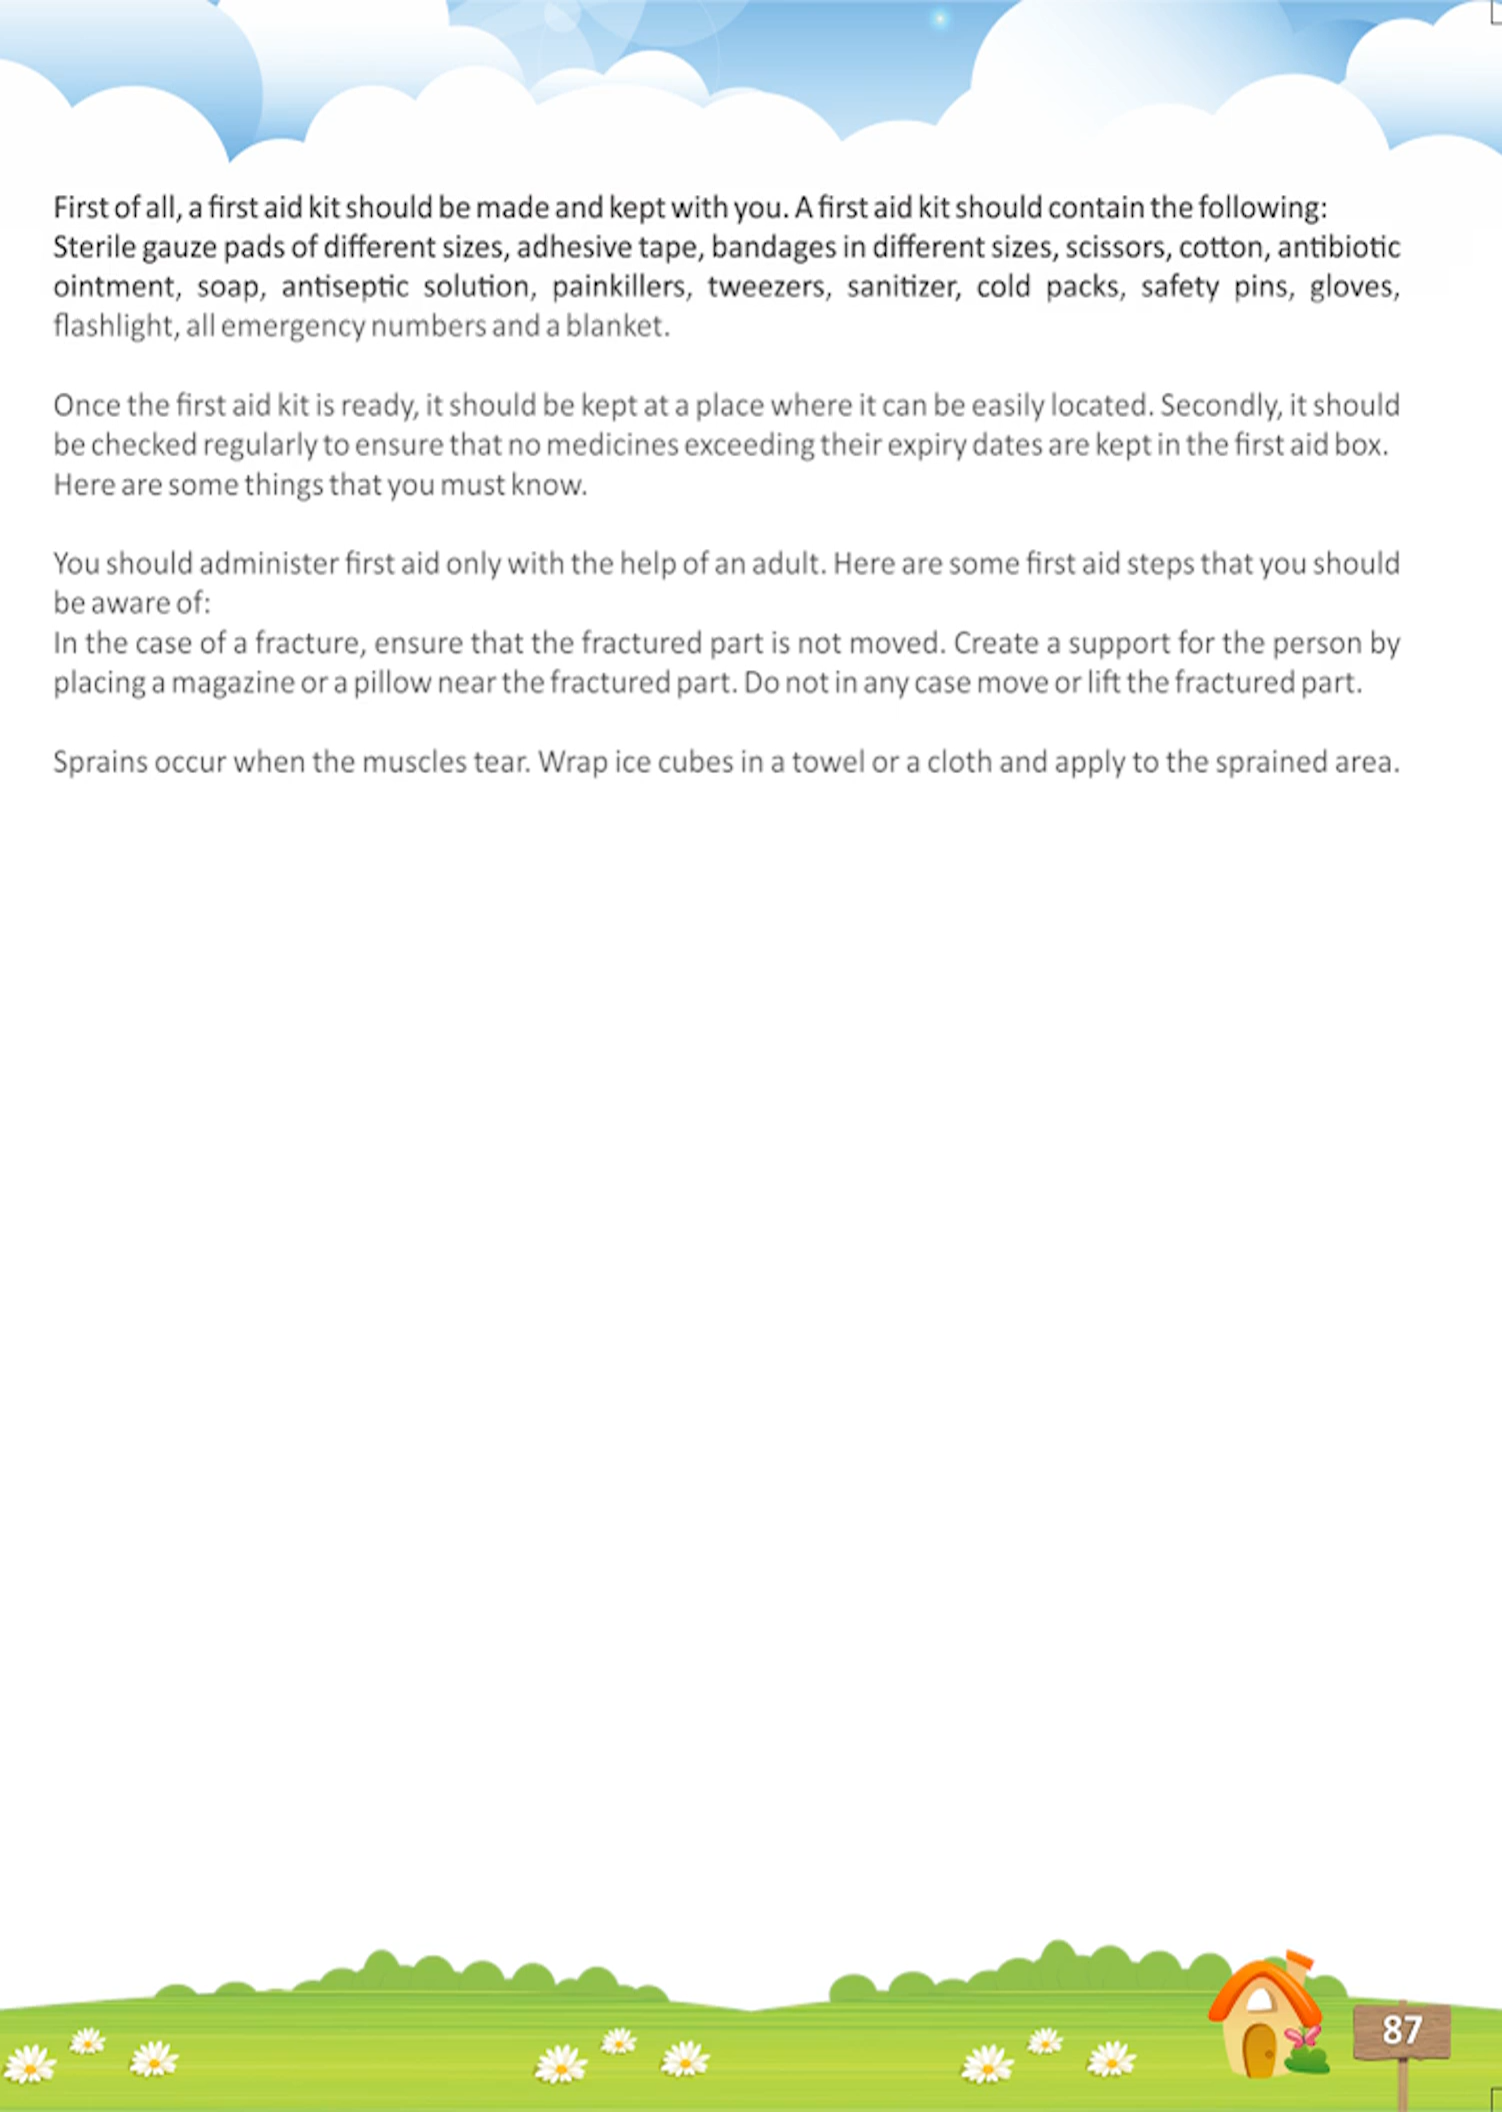 First of all, a first aid kit should be made and kept with you. A first aid kit should contain the following:
Sterile gauze pads of different sizes, adhesive tape, bandages in different sizes, scissors, cotton, antibiotic
ointment, soap, antiseptic solution, painkillers, tweezers, sanitizer, cold packs, safety pins, gloves,
flashlight, all emergency numbers and a blanket.
Once the first aid kit is ready, it should be kept at a place where it can be easily located. Secondly, it should
be checked regularly to ensure that no medicines exceeding their expiry dates are kept in the first aid box.
Here are some things that you must know.
You should administer first aid only with the help of an adult. Here are some first aid steps that you should
be aware of:
In the case of a fracture, ensure that the fractured part is not moved. Create a support for the person by
placing a magazine or a pillow near the fractured part. Do not in any case move or lift the fractured part.
Sprains occur when the muscles tear. Wrap ice cubes in a towel or a cloth and apply to the sprained area.
87